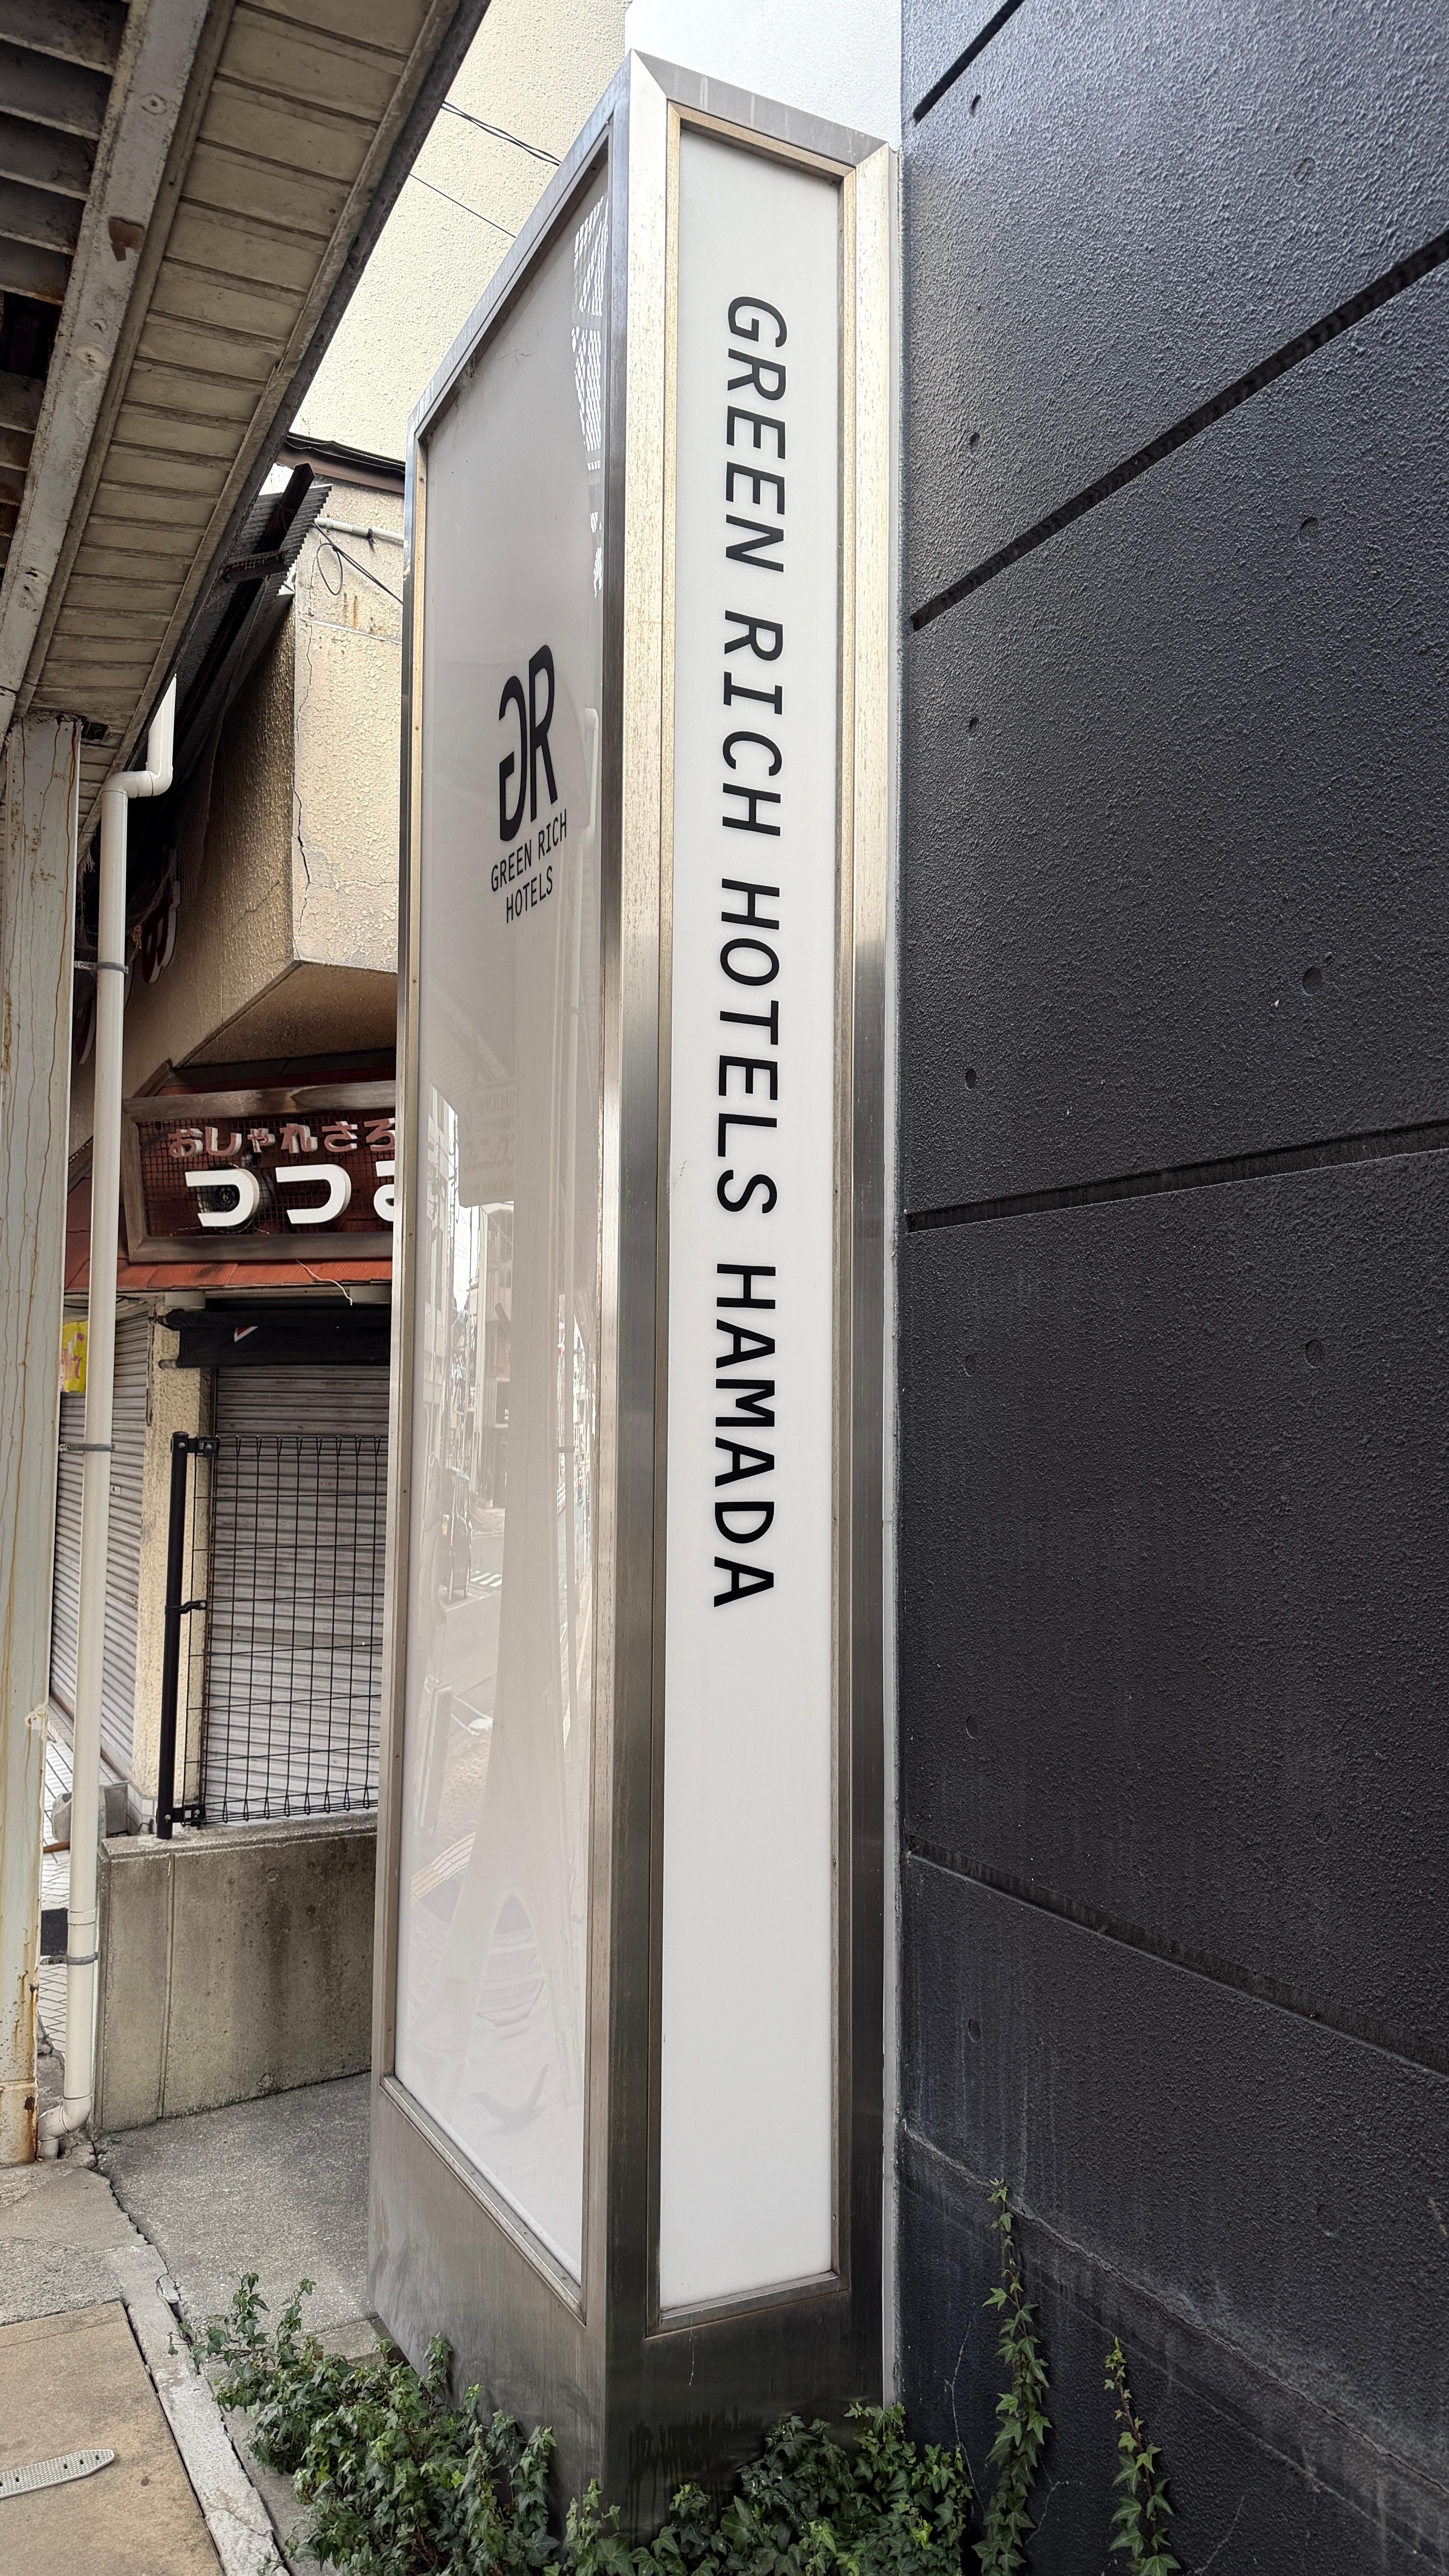 GREEN RICH HOTELS HAMADA
GR
GREEN RICH
HOTELS
おしゃれさろ
つつ